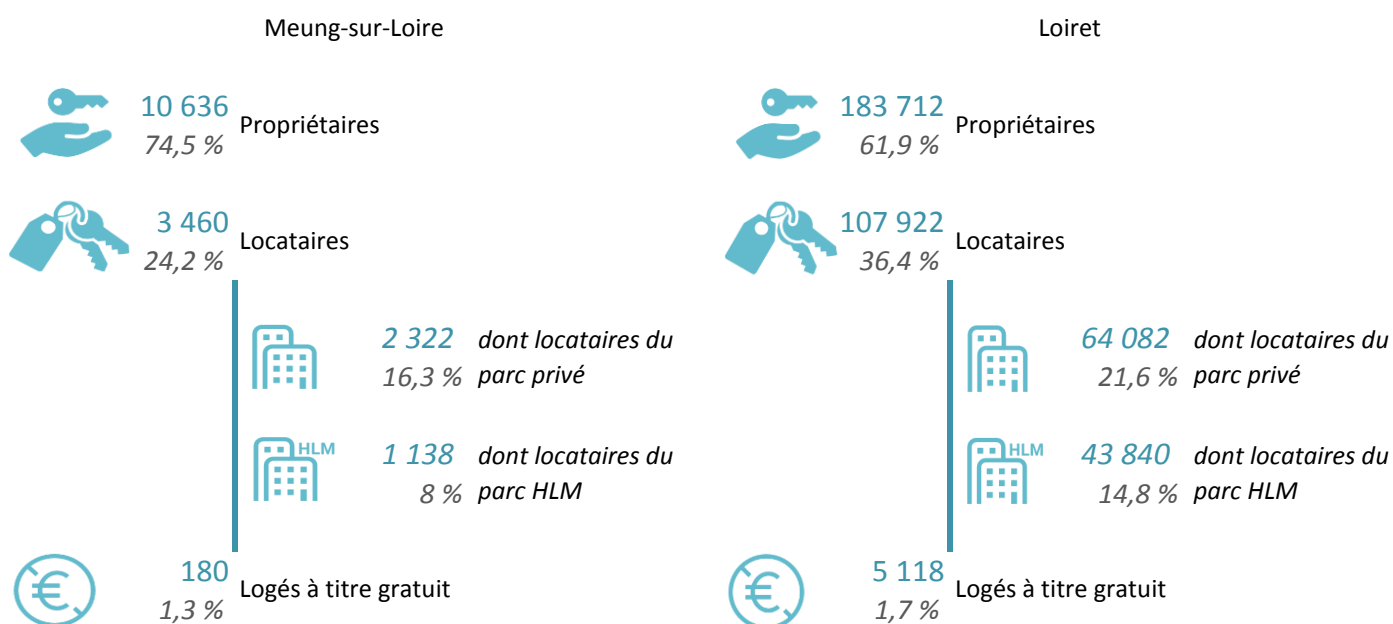 Meung-sur-Loire
10 636
74,5 %
Propriétaires
3 460
24,2 %
Locataires
2 322
16,3 %
dont locataires du
parc privé
HLM
1 138
8 %
dont locataires du
parc HLM
€
180
1,3 %
Logés à titre gratuit
Loiret
183 712
61,9 %
Propriétaires
107 922
36,4 %
Locataires
64 082
21,6 %
dont locataires du
parc privé
HLM
43 840
14,8 %
dont locataires du
parc HLM
€
5 118
1,7 %
Logés à titre gratuit